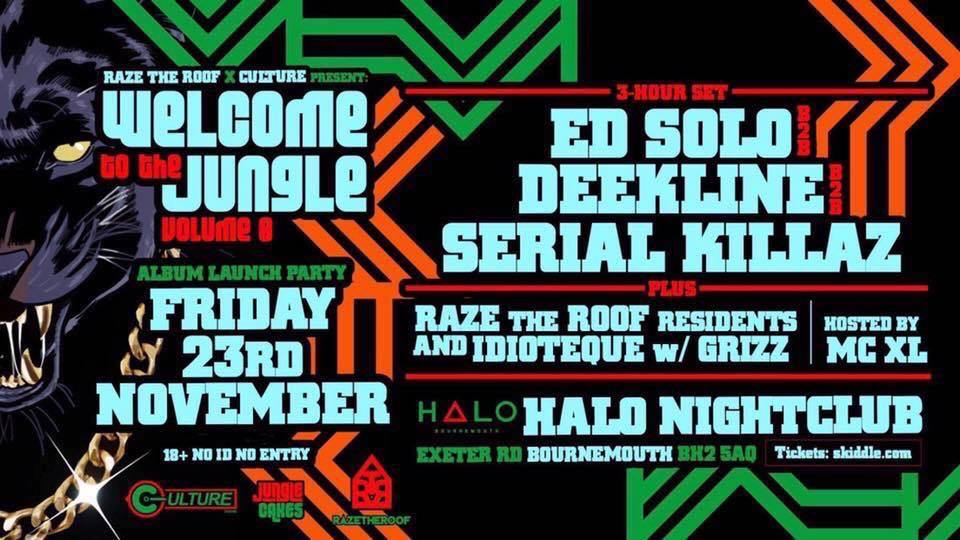 RAZE THE ROOF X CULTURE PRESENT:
WELCOME
to the
JUNGLE
VOLUME 8
ALBUM LAUNCH PARTY
FRIDAY
23RD
NOVEMBER
18+ NO ID NO ENTRY
CULTURE
JUNGLE
CAKES
RAZETHEROOF
3-HOUR SET
ED SOLO B2B
DEEKLINE B2B
SERIAL KILLAZ
PLUS
RAZE THE ROOF RESIDENTS
AND IDIOTEQUE w/ GRIZZ
HOSTED BY
MC XL
HALO
BOURNEMOUTH
HALO NIGHTCLUB
EXETER RD BOURNEMOUTH BH2 5AQ
Tickets: skiddle.com